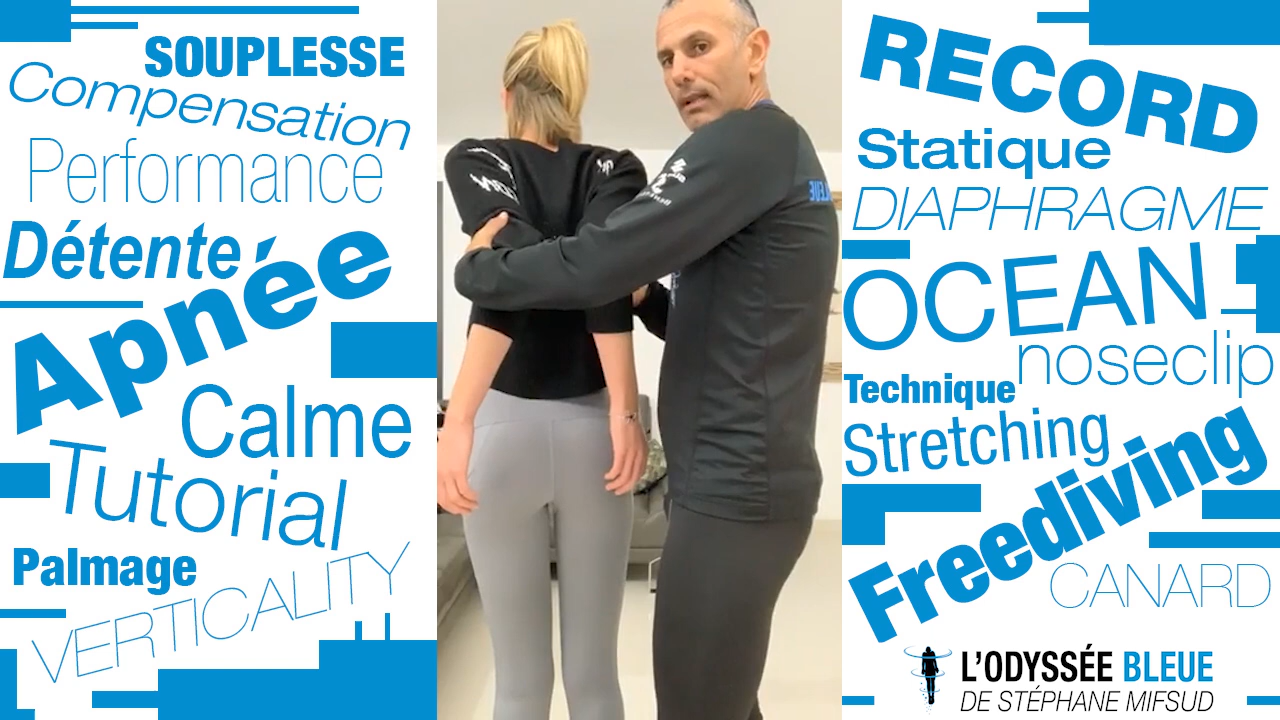 SOUPLESSE
Compensation
Performance
Détente
Apnée
Calme
Tutorial
Palmage
VERTICALITY
RECORD
Statique
DIAPHRAGME
OCEAN
noseclip
Technique
Stretching
Freediving
CANARD
L'ODYSSÉE BLEUE
DE STÉPHANE MIFSUD